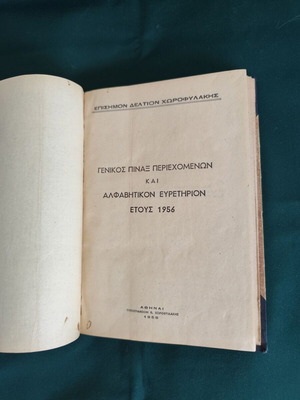 ΕΠΙΣΗΜΟΝ ΔΕΛΤΙΟΝ ΧΩΡΟΦΥΛΑΚΗΣ
ΓΕΝΙΚΟΣ ΠΙΝΑΞ ΠΕΡΙΕΧΟΜΕΝΩΝ
ΚΑΙ
ΑΛΦΑΒΗΤΙΚΟΝ ΕΥΡΕΤΗΡΙΟΝ
ΕΤΟΥΣ 1956
ΑΘΗΝΑΙ